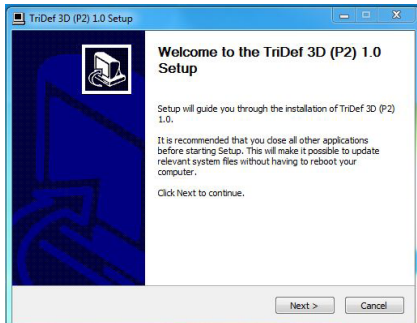 TriDef 3D (P2) 1.0 Setup
Welcome to the TriDef 3D (P2) 1.0
Setup
Setup will guide you through the installation of TriDef 3D (P2)
1.0.
It is recommended that you close all other applications
before starting Setup. This will make it possible to update
relevant system files without having to reboot your
computer.
Click Next to continue.
Next > Cancel